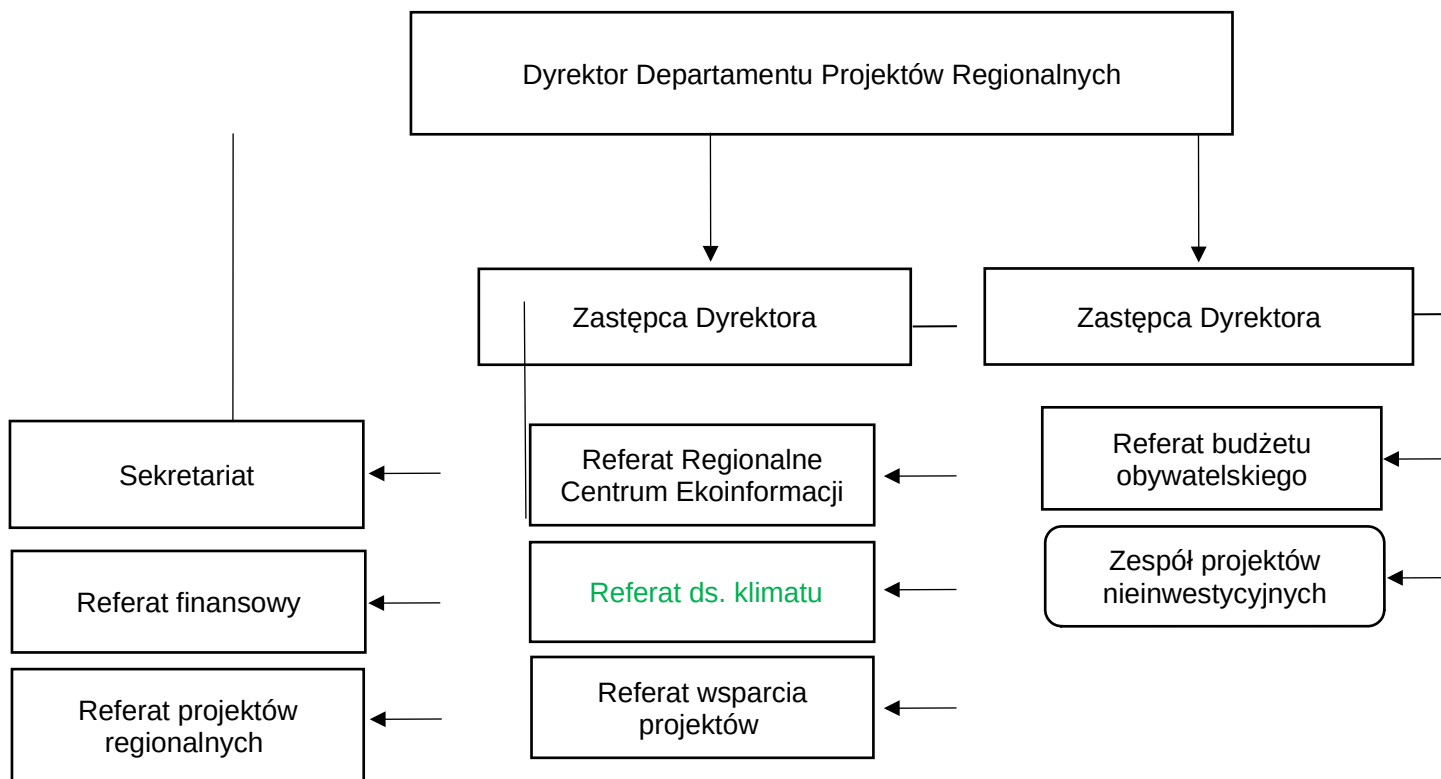 Dyrektor Departamentu Projektów Regionalnych
Zastępca Dyrektora
Zastępca Dyrektora
Sekretariat
Referat finansowy
Referat projektów
regionalnych
Referat Regionalne
Centrum Ekoinformacji
Referat ds. klimatu
Referat wsparcia
projektów
Referat budżetu
obywatelskiego
Zespół projektów
nieinwestycyjnych